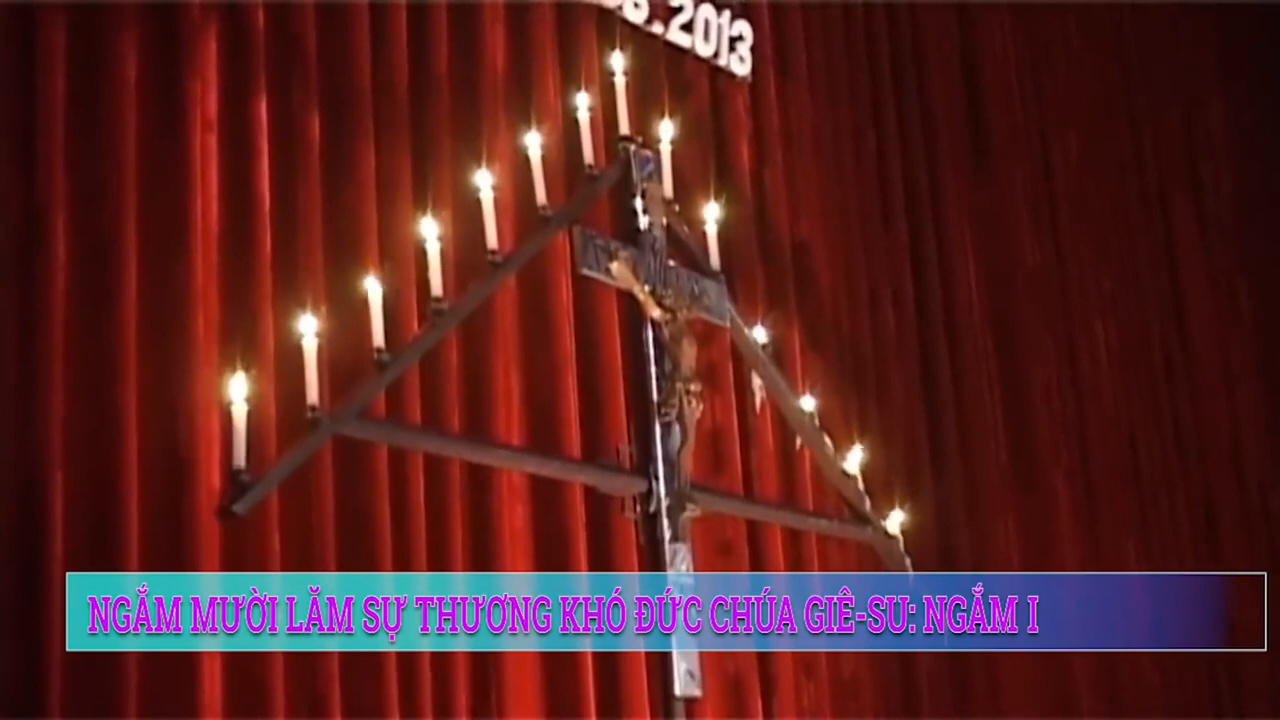 .2013
NGẮM MƯỜI LĂM SỰ THƯƠNG KHÓ ĐỨC CHÚA GIÊ-SU: NGẮM I